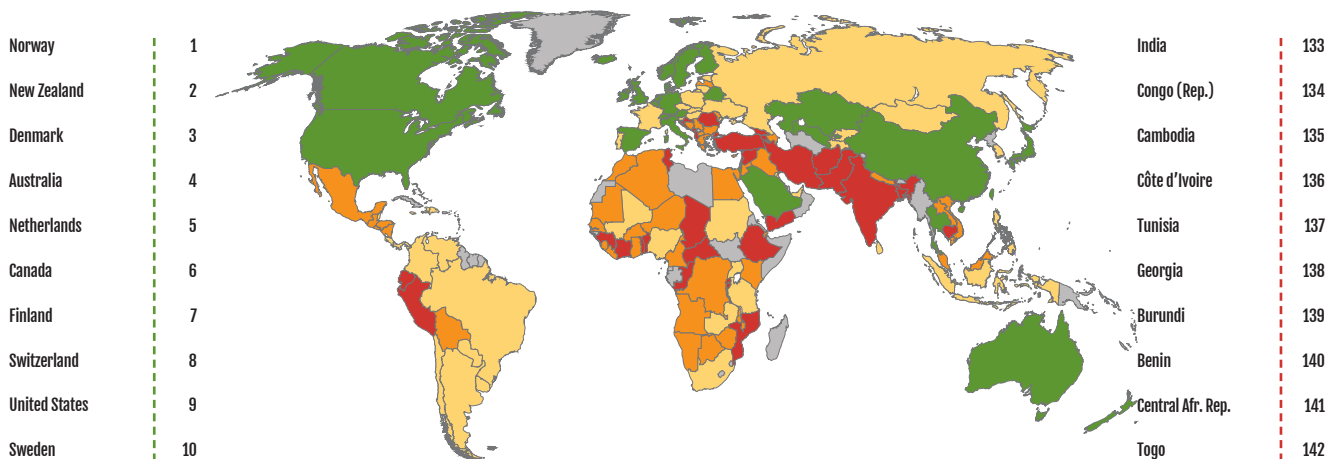 Norway 1
New Zealand 2
Denmark 3
Australia 4
Netherlands 5
Canada 6
Finland 7
Switzerland 8
United States 9
Sweden 10
India 133
Congo (Rep.) 134
Cambodia 135
Côte d'Ivoire 136
Tunisia 137
Georgia 138
Burundi 139
Benin 140
Central Afr. Rep. 141
Togo 142